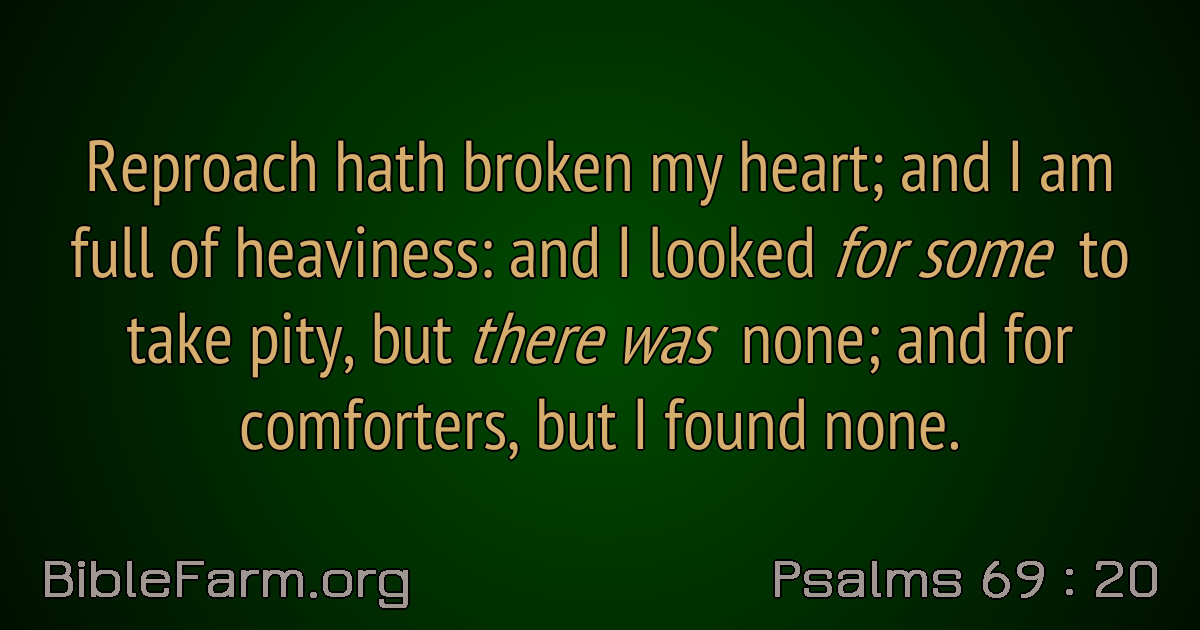 Reproach hath broken my heart; and I am
full of heaviness: and I looked for some to
take pity, but there was none; and for
comforters, but I found none.
BibleFarm.org
Psalms 69 : 20